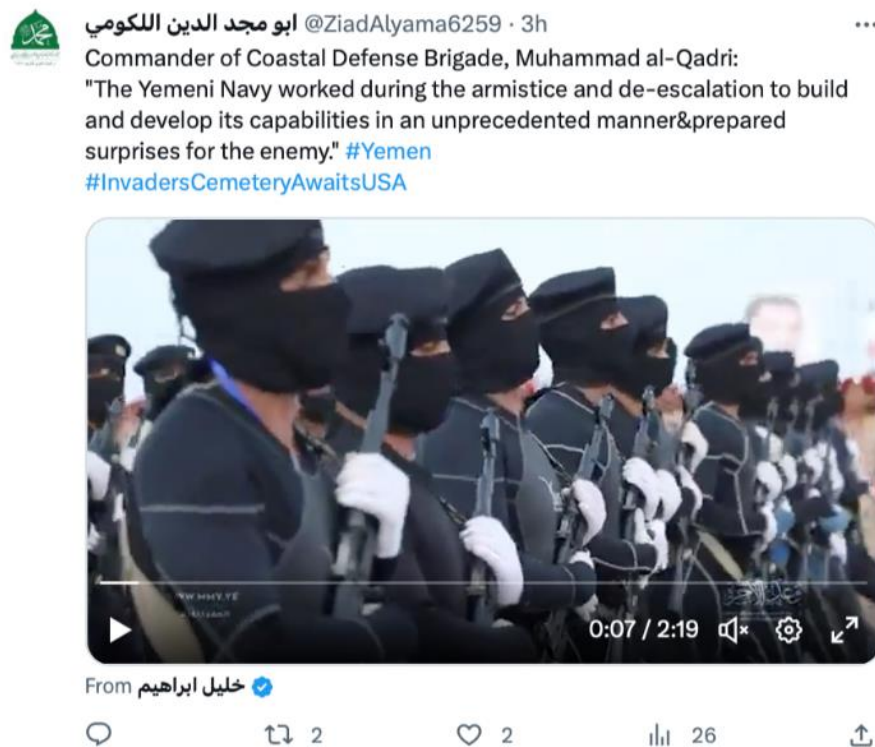 ابو مجد الدين اللكومي @ZiadAlyama6259 · 3h
Commander of Coastal Defense Brigade, Muhammad al-Qadri:
"The Yemeni Navy worked during the armistice and de-escalation to build
and develop its capabilities in an unprecedented manner&prepared
surprises for the enemy." #Yemen
#InvadersCemeteryAwaitsUSA
0:07 / 2:19
From خليل ابراهيم
2 2 26